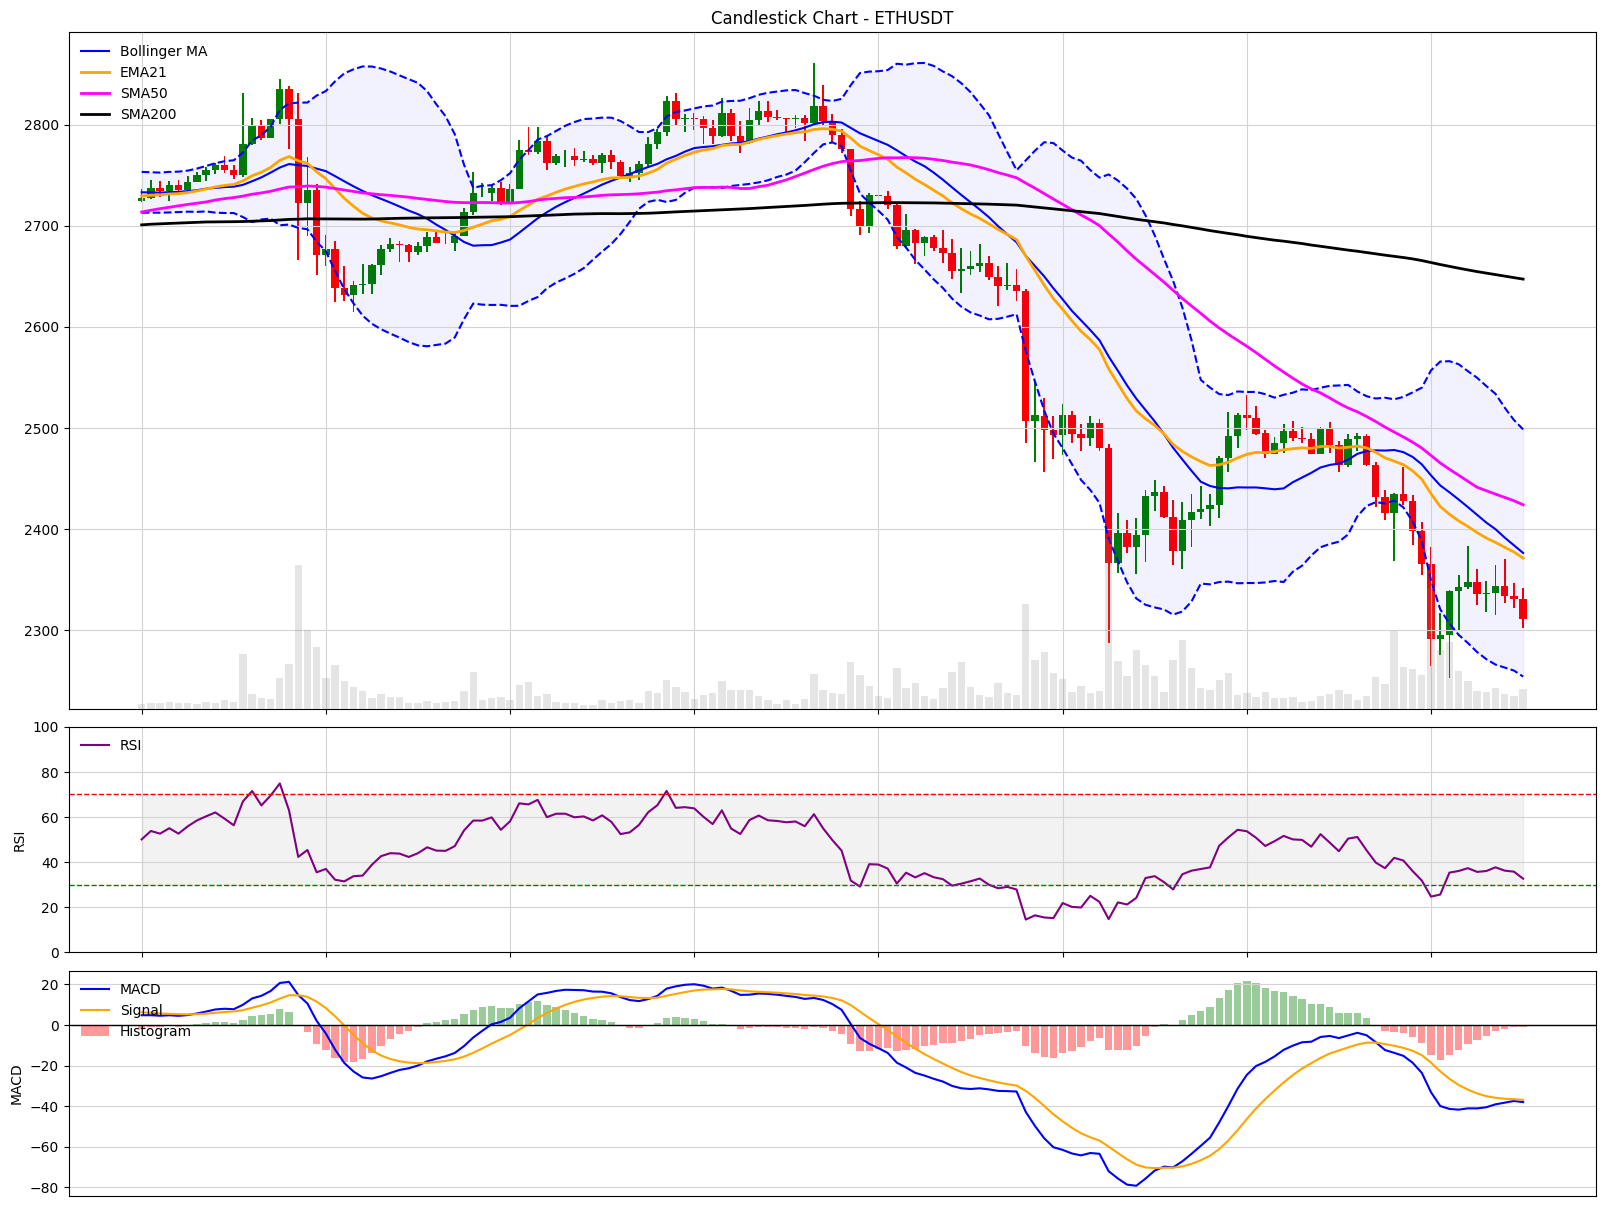 Candlestick Chart - ETHUSDT
Bollinger MA
EMA21
SMA50
SMA200
2800
2700
2600
2500
2400
2300
RSI
100
80
60
40
20
0
RSI
MACD
Signal
Histogram
20
0
−20
−40
−60
−80
MACD